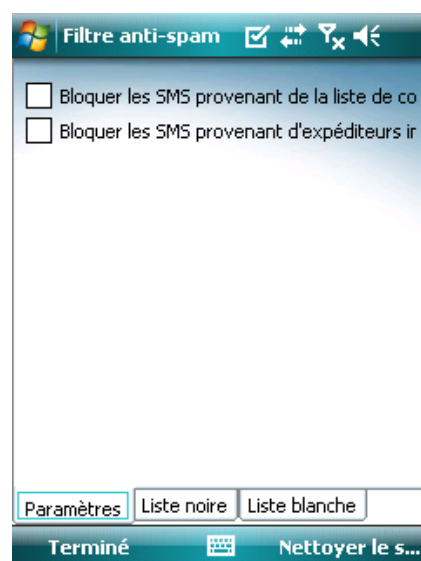 Filtre anti-spam
Bloquer les SMS provenant de la liste de co
Bloquer les SMS provenant d'expéditeurs ir
Paramètres Liste noire Liste blanche
Terminé Nettoyer le s...